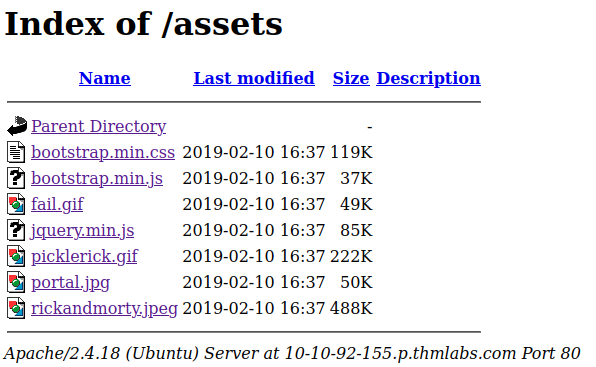 Index of /assets
Name Last modified Size Description
Parent Directory -
bootstrap.min.css 2019-02-10 16:37 119K
bootstrap.min.js 2019-02-10 16:37 37K
fail.gif 2019-02-10 16:37 49K
jquery.min.js 2019-02-10 16:37 85K
picklerick.gif 2019-02-10 16:37 222K
portal.jpg 2019-02-10 16:37 50K
rickandmorty.jpeg 2019-02-10 16:37 488K
Apache/2.4.18 (Ubuntu) Server at 10-10-92-155.p.thmlabs.com Port 80